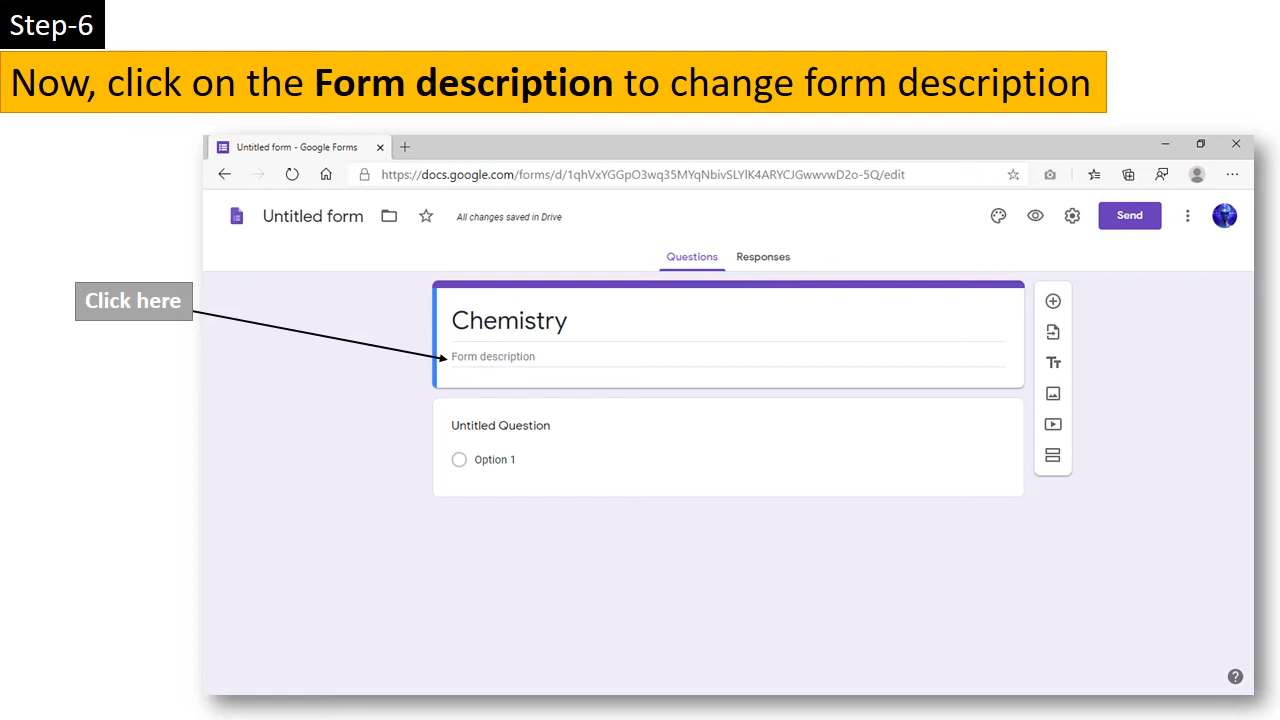 Step-6
Now, click on the Form description to change form description
Untitled form - Google Forms
https://docs.google.com/forms/d/1qhVxYGGpO3wq35MYqNbivSLYlK4ARYCJGwwvwD2o-5Q/edit
Untitled form
All changes saved in Drive
Send
Questions Responses
Click here
Chemistry
Form description
Untitled Question
Option 1